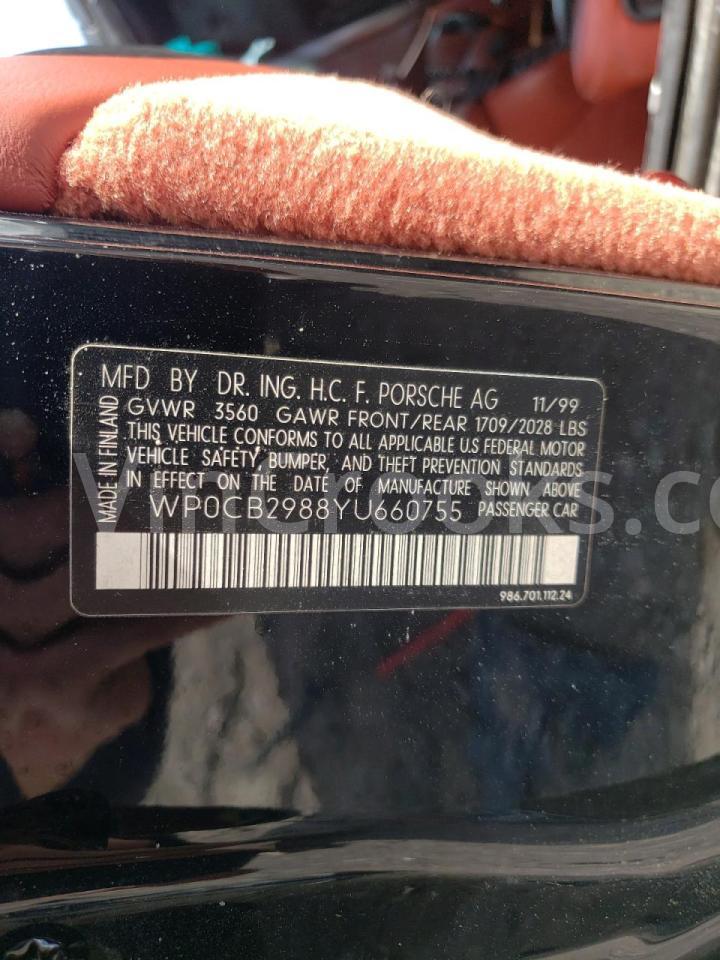 MFD BY DR. ING. H.C. F. PORSCHE AG 11/99
GVWR 3560 GAWR FRONT/REAR 1709/2028 LBS
THIS VEHICLE CONFORMS TO ALL APPLICABLE U.S FEDERAL MOTOR
VEHICLE SAFETY BUMPER, AND THEFT PREVENTION STANDARDS
IN EFFECT ON THE DATE OF MANUFACTURE SHOWN ABOVE
WP0CB2988YU660755 PASSENGER CAR
MADE IN FINLAND
986.701.112.24
VinCrooks.c